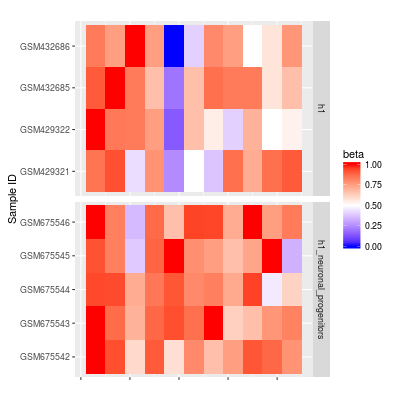 Sample ID
GSM432686
GSM432685
GSM429322
GSM429321
h1
GSM675546
GSM675545
GSM675544
GSM675543
GSM675542
h1_neuronal_progenitors
beta
1.00
0.75
0.50
0.25
0.00